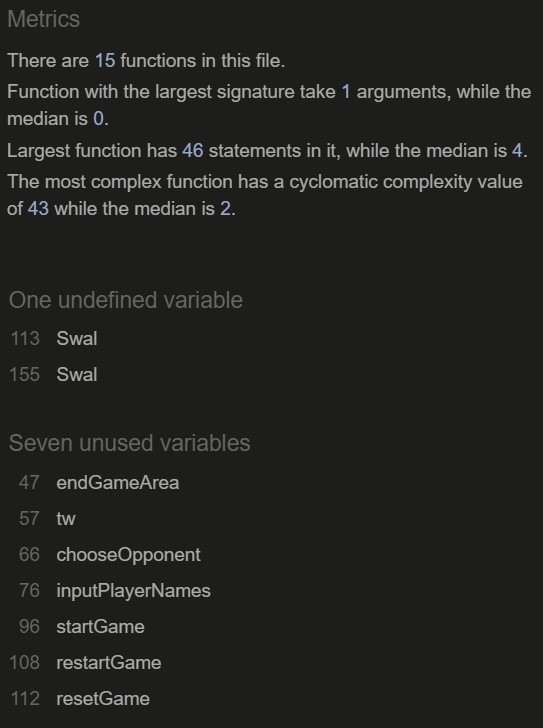 Metrics
There are 15 functions in this file.
Function with the largest signature take 1 arguments, while the
median is 0.
Largest function has 46 statements in it, while the median is 4.
The most complex function has a cyclomatic complexity value
of 43 while the median is 2.
One undefined variable
113 Swal
155 Swal
Seven unused variables
47 endGameArea
57 tw
66 chooseOpponent
76 inputPlayerNames
96 startGame
108 restartGame
112 resetGame